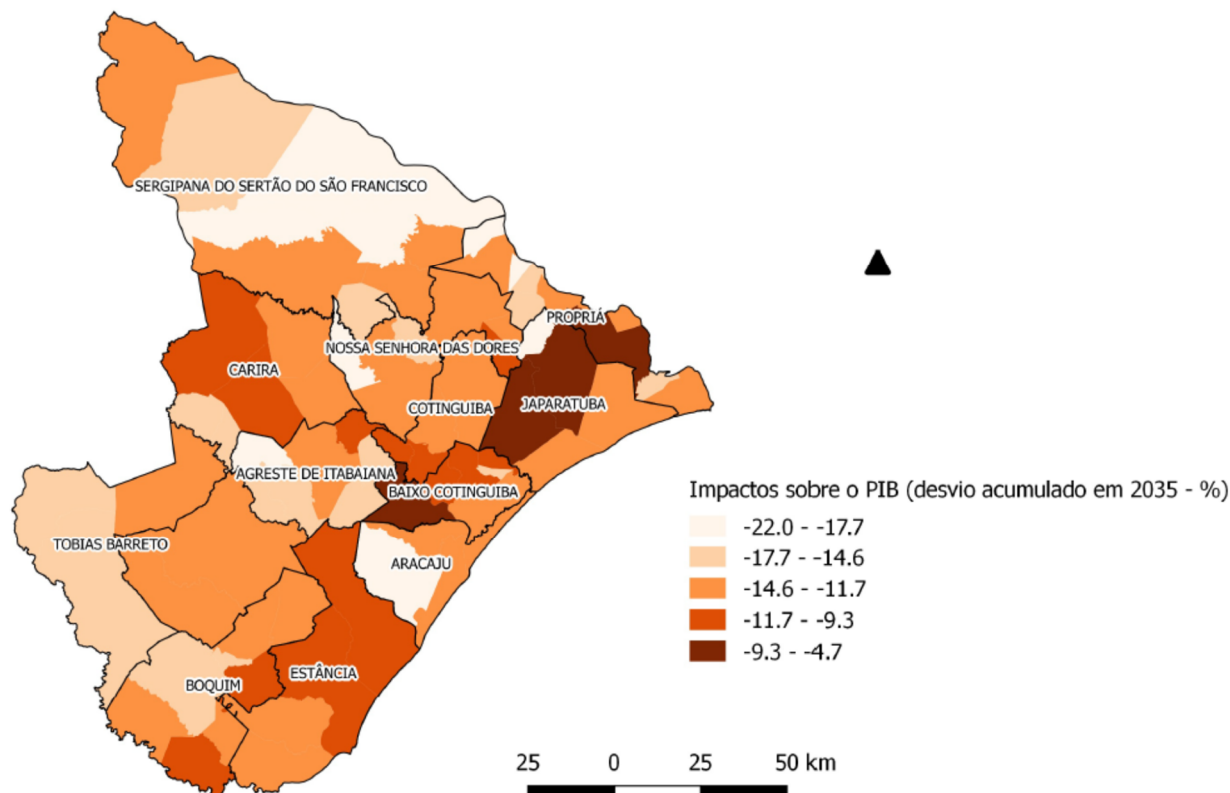 SERGIPANA DO SERTÃO DO SÃO FRANCISCO
PROPRIÁ
NOSSA SENHORA DAS DORES
CARIRA
COTINGUIBA
JAPARATUBA
AGRESTE DE ITABAIANA
BAIXO COTINGUIBA
TOBIAS BARRETO
ARACAJU
BOQUIM
ESTÂNCIA
Impactos sobre o PIB (desvio acumulado em 2035 - %)
-22.0 - -17.7
-17.7 - -14.6
-14.6 - -11.7
-11.7 - -9.3
-9.3 - -4.7
25 0 25 50 km